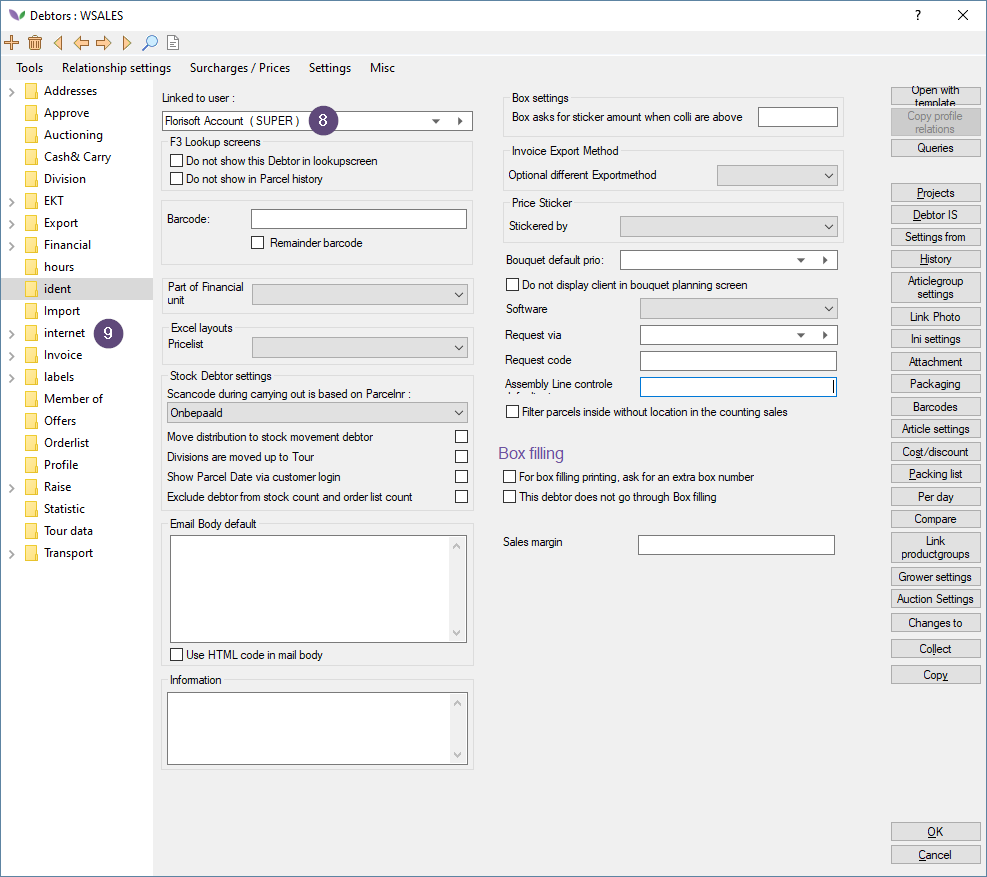 Debtors : WSALES
?
Tools Relationship settings Surcharges / Prices Settings Misc
Addresses
Approve
Auctioning
Cash& Carry
Division
EKT
Export
Financial
hours
ident
Import
internet 9
Invoice
labels
Member of
Offers
Orderlist
Profile
Raise
Statistic
Tour data
Transport
Linked to user :
Florisoft Account ( SUPER ) 8
F3 Lookup screens
Do not show this Debtor in lookupscreen
Do not show in Parcel history
Barcode:
Remainder barcode
Part of Financial
unit
Excel layouts
Pricelist
Stock Debtor settings
Scancode during carrying out is based on Parcelnr :
Onbepaald
Move distribution to stock movement debtor
Divisions are moved up to Tour
Show Parcel Date via customer login
Exclude debtor from stock count and order list count
Email Body default
Use HTML code in mail body
Information
Box settings
Box asks for sticker amount when colli are above
Invoice Export Method
Optional different Exportmethod
Price Sticker
Stickered by
Bouquet default prio:
Do not display client in bouquet planning screen
Software
Request via
Request code
Assembly Line controle
Filter parcels inside without location in the counting sales
Box filling
For box filling printing, ask for an extra box number
This debtor does not go through Box filling
Sales margin
Open with
template
Copy profile
relations
Queries
Projects
Debtor IS
Settings from
History
Articlegroup
settings
Link Photo
Ini settings
Attachment
Packaging
Barcodes
Article settings
Cost/discount
Packing list
Per day
Compare
Link
productgroups
Grower settings
Auction Settings
Changes to
Collect
Copy
OK
Cancel